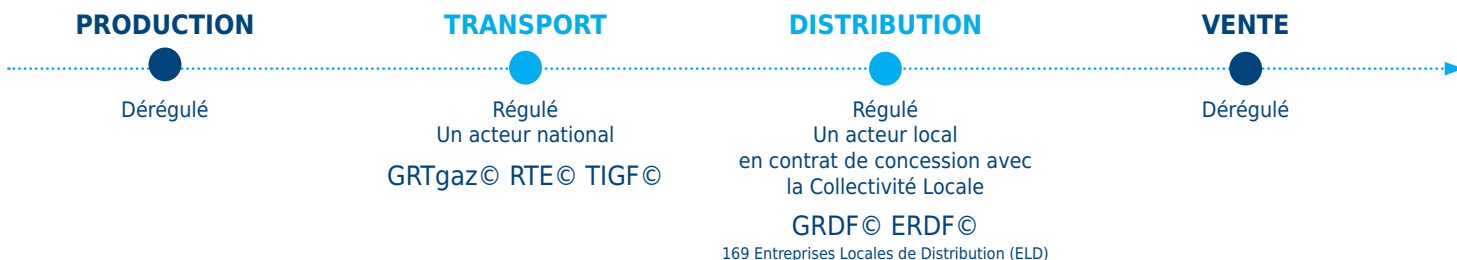 PRODUCTION
Dérégulé
TRANSPORT
Régulé
Un acteur national
GRTgaz© RTE© TIGF©
DISTRIBUTION
Régulé
Un acteur local
en contrat de concession avec
la Collectivité Locale
GRDF© ERDF©
169 Entreprises Locales de Distribution (ELD)
VENTE
Dérégulé